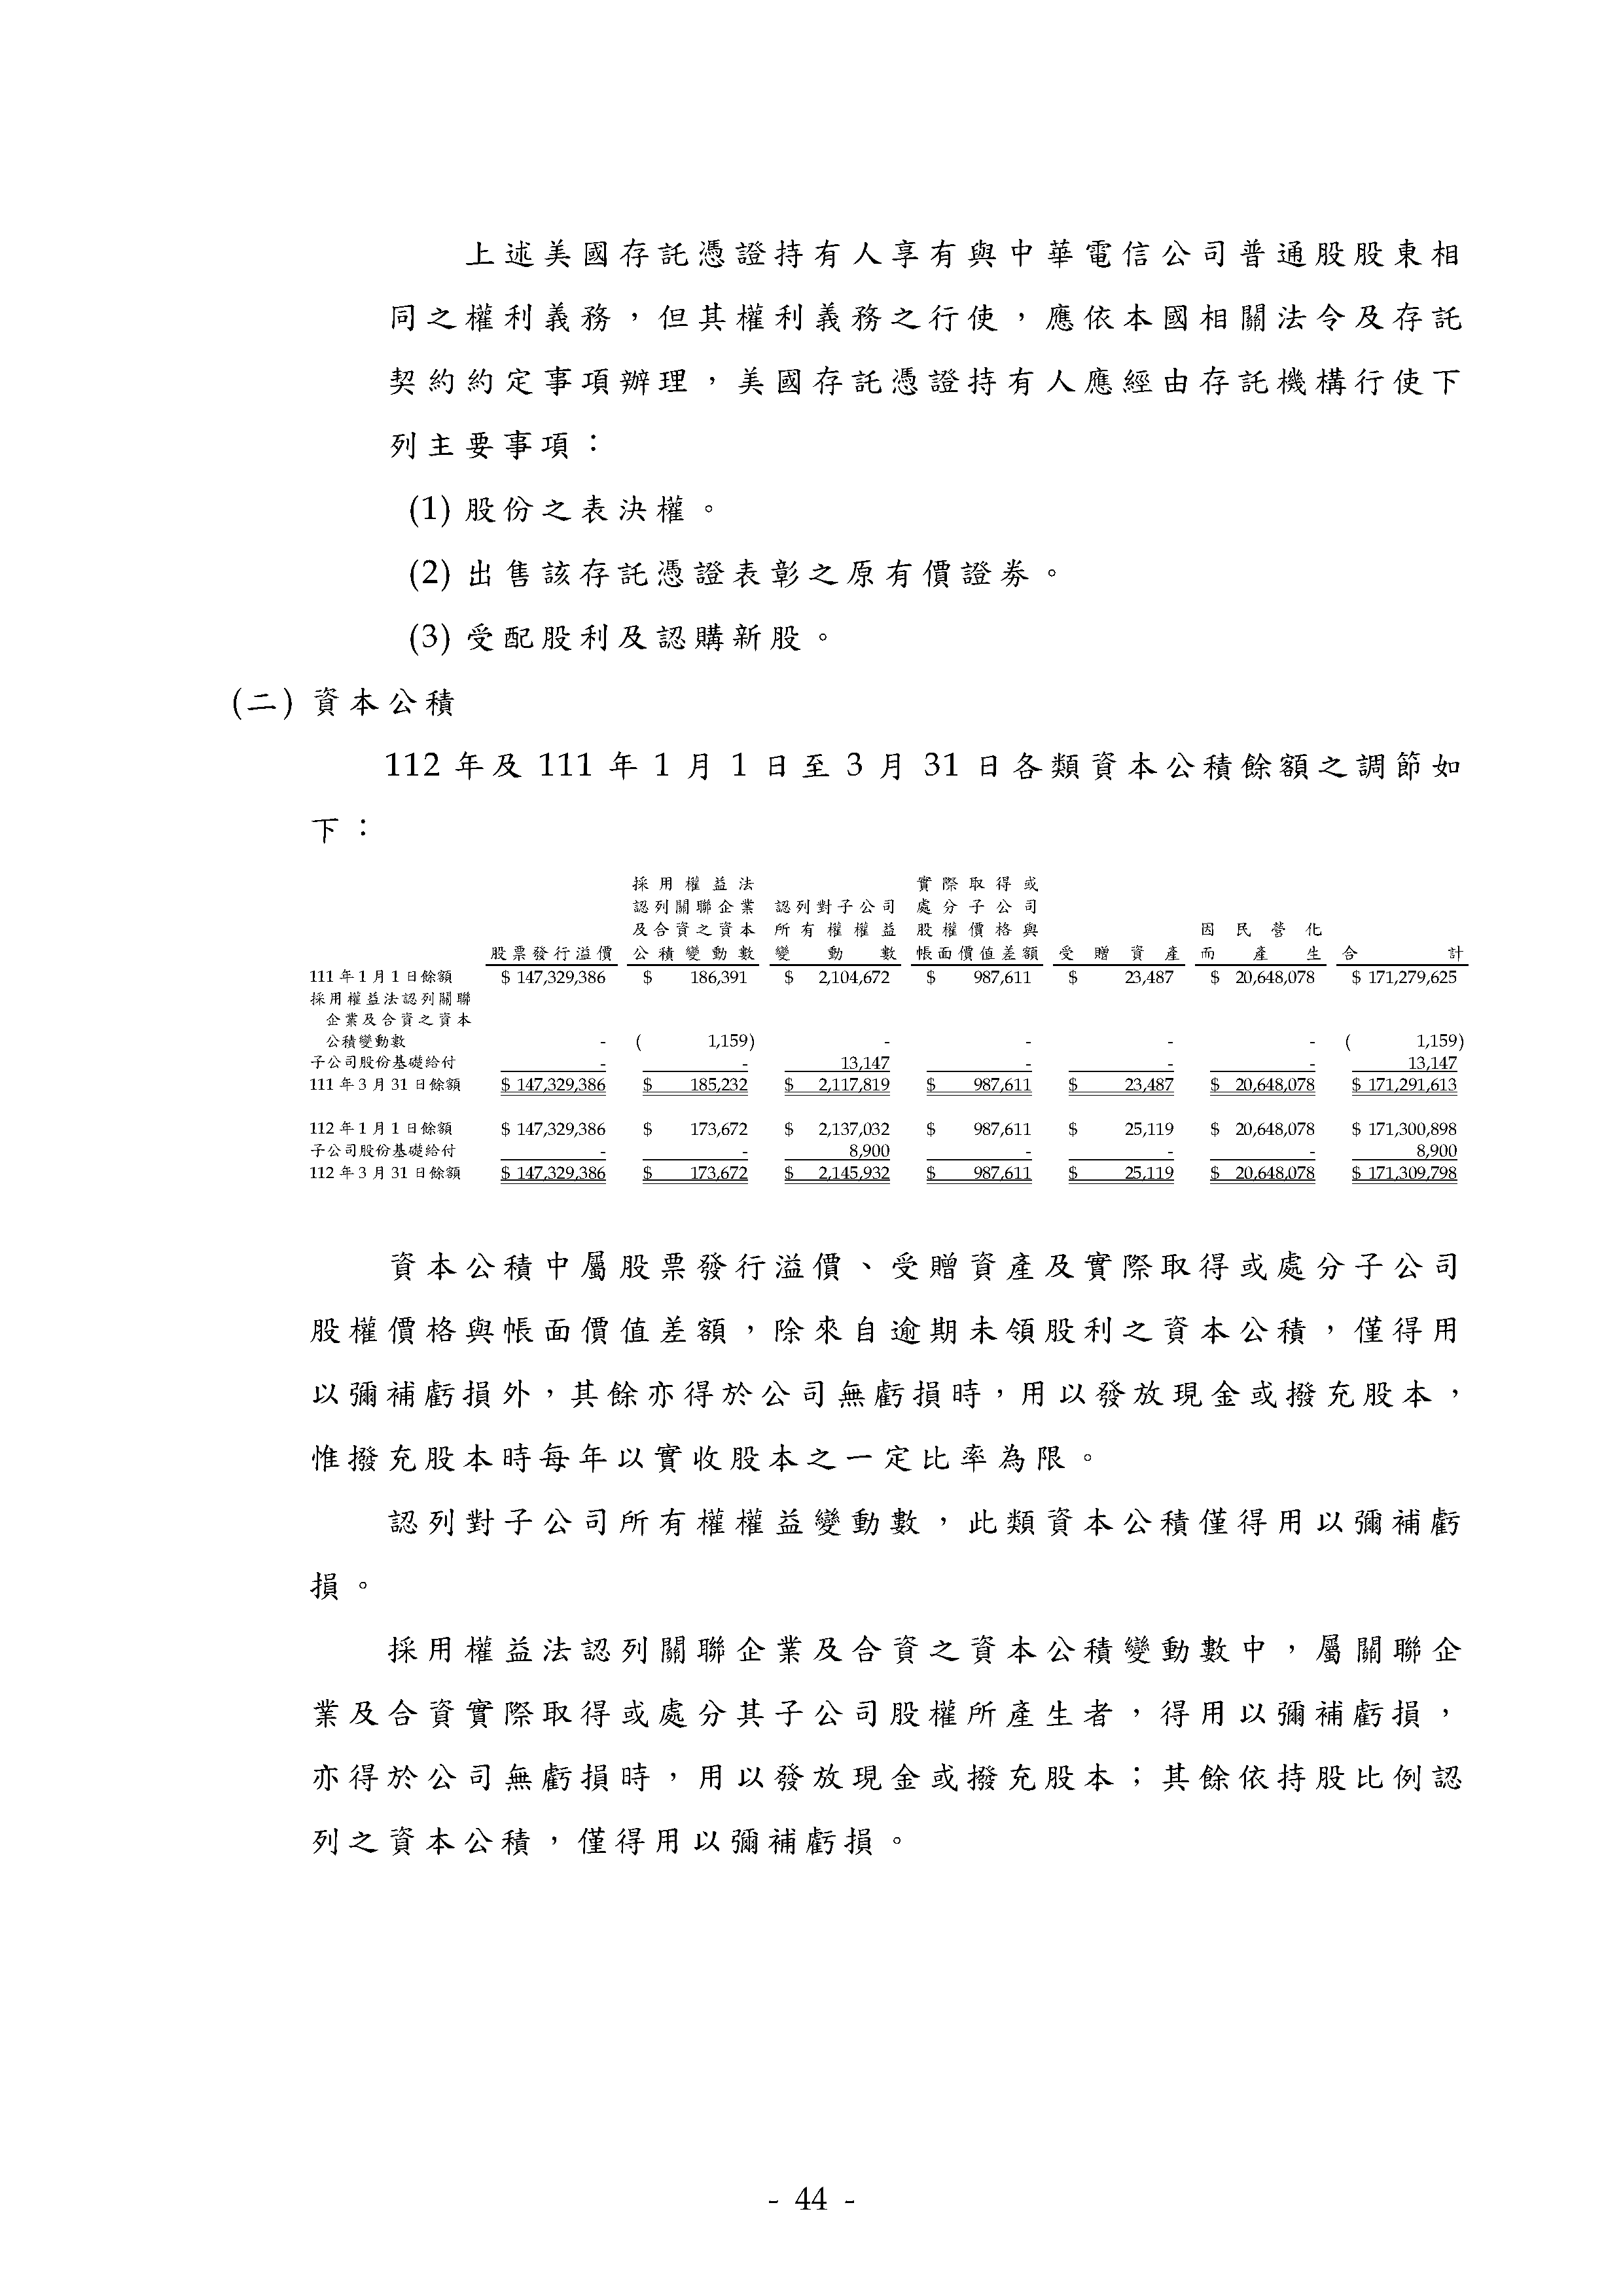 上述美國存託憑證持有人享有與中華電信公司普通股股東相
同之權利義務，但其權利義務之行使，應依本國相關法令及存託
契約約定事項辦理，美國存託憑證持有人應經由存託機構行使下
列主要事項：
(1) 股份之表決權。
(2) 出售該存託憑證表彰之原有價證券。
(3) 受配股利及認購新股。
(二) 資本公積
112 年及 111 年 1 月 1 日至 3 月 31 日各類資本公積餘額之調節如
下：
採用權益法 實際取得或
認列關聯企業 認列對子公司 處分子公司
及合資之資本 所有權權益 股權價格與 因民營化
股票發行溢價 公積變動數 變動數 帳面價值差額 受贈資產 而產生 合計
111 年 1 月 1 日餘額 $ 147,329,386 $ 186,391 $ 2,104,672 $ 987,611 $ 23,487 $ 20,648,078 $ 171,279,625
採用權益法認列關聯
企業及合資之資本
公積變動數 - ( 1,159) - - - - ( 1,159)
子公司股份基礎給付 - - 13,147 - - - 13,147
111 年 3 月 31 日餘額 $ 147,329,386 $ 185,232 $ 2,117,819 $ 987,611 $ 23,487 $ 20,648,078 $ 171,291,613
112 年 1 月 1 日餘額 $ 147,329,386 $ 173,672 $ 2,137,032 $ 987,611 $ 25,119 $ 20,648,078 $ 171,300,898
子公司股份基礎給付 - - 8,900 - - - 8,900
112 年 3 月 31 日餘額 $ 147,329,386 $ 173,672 $ 2,145,932 $ 987,611 $ 25,119 $ 20,648,078 $ 171,309,798
資本公積中屬股票發行溢價、受贈資產及實際取得或處分子公司
股權價格與帳面價值差額，除來自逾期未領股利之資本公積，僅得用
以彌補虧損外，其餘亦得於公司無虧損時，用以發放現金或撥充股本，
惟撥充股本時每年以實收股本之一定比率為限。
認列對子公司所有權權益變動數，此類資本公積僅得用以彌補虧
損。
採用權益法認列關聯企業及合資之資本公積變動數中，屬關聯企
業及合資實際取得或處分其子公司股權所產生者，得用以彌補虧損，
亦得於公司無虧損時，用以發放現金或撥充股本；其餘依持股比例認
列之資本公積，僅得用以彌補虧損。
- 44 -